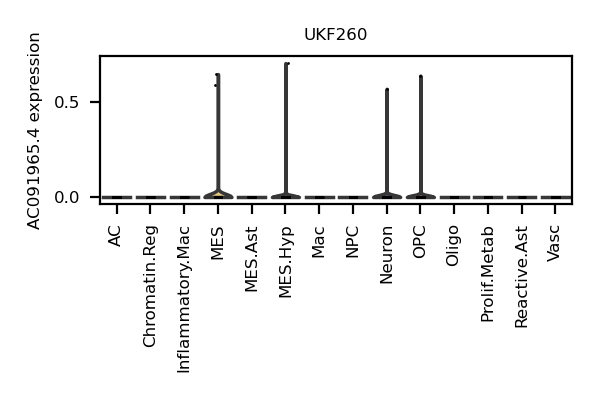 UKF260
AC091965.4 expression
0.5
0.0
AC
Chromatin.Reg
Inflammatory.Mac
MES
MES.Ast
MES.Hyp
Mac
NPC
Neuron
OPC
Oligo
Prolif.Metab
Reactive.Ast
Vasc